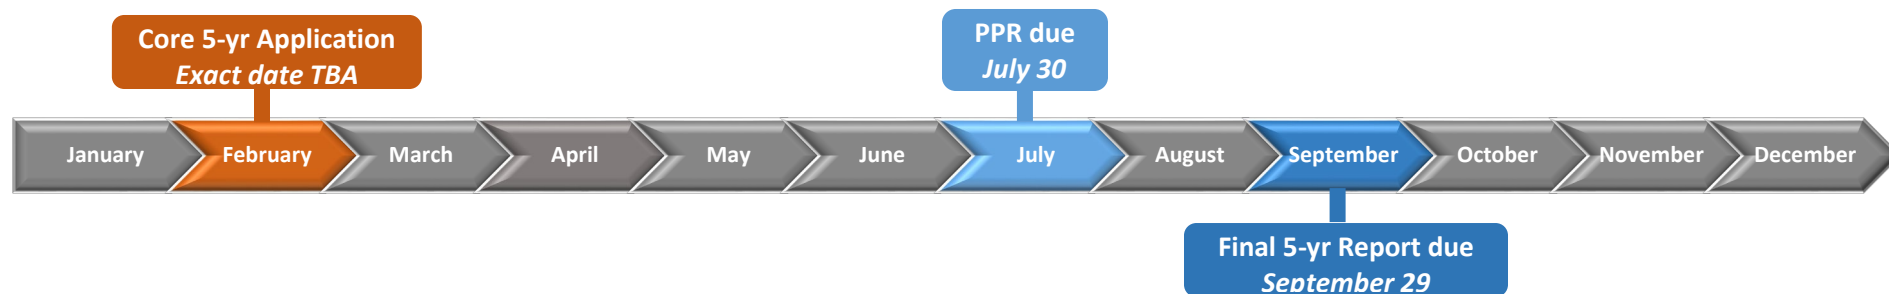 Core 5-yr Application
Exact date TBA
PPR due
July 30
January
February
March
April
May
June
July
August
September
October
November
December
Final 5-yr Report due
September 29